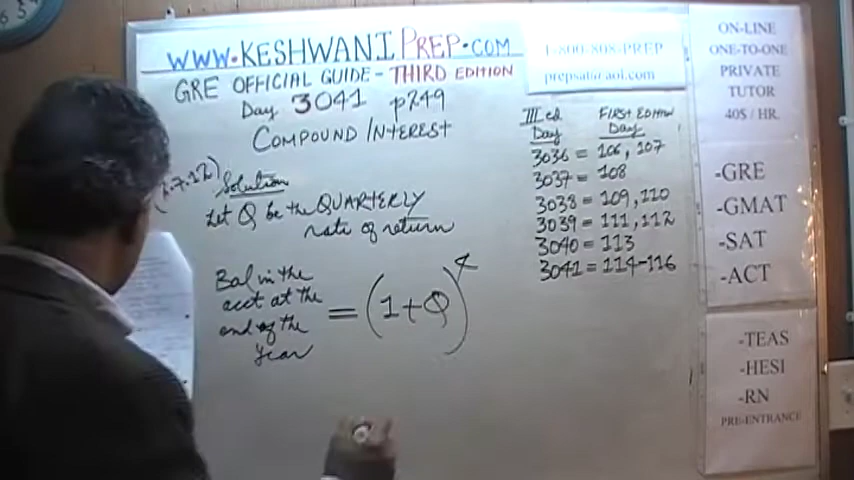 WWW.KESHWANIPREP.COM
GRE OFFICIAL GUIDE - THIRD EDITION
Day 3041 p249
COMPOUND INTEREST
Solution
Let Q be the QUARTERLY
rate of return
Bal in the
acct at the
end of the
year
= (1+Q)^4
1-800-808-PREP
prepsat@aol.com
III ed FIRST EDITION
Day Day
3036 = 106, 107
3037 = 108
3038 = 109, 110
3039 = 111, 112
3040 = 113
3041 = 114-116
ON-LINE
ONE-TO-ONE
PRIVATE
TUTOR
40$ / HR.
-GRE
-GMAT
-SAT
-ACT
-TEAS
-HESI
-RN
PRE-ENTRANCE